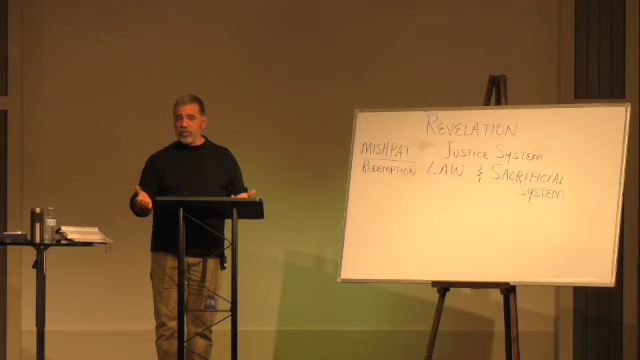 REVELATION
MISHPAT JUSTICE SYSTEM
REDEMPTION LAW & SACRIFICIAL
SYSTEM